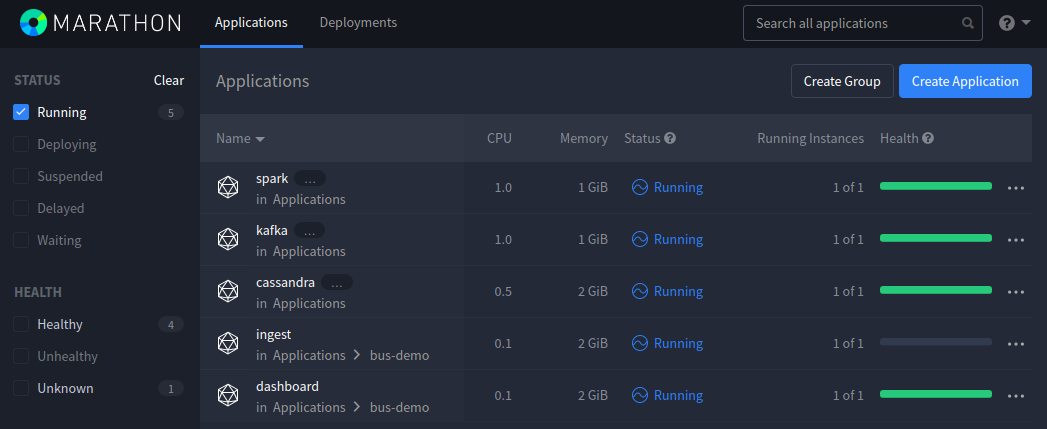 MARATHON Applications Deployments Search all applications
STATUS Clear
Running 5
Deploying
Suspended
Delayed
Waiting
HEALTH
Healthy 4
Unhealthy
Unknown 1
Applications Create Group Create Application
Name CPU Memory Status Running Instances Health
spark ...
in Applications 1.0 1 GiB Running 1 of 1
kafka ...
in Applications 1.0 1 GiB Running 1 of 1
cassandra ...
in Applications 0.5 2 GiB Running 1 of 1
ingest
in Applications > bus-demo 0.1 2 GiB Running 1 of 1
dashboard
in Applications > bus-demo 0.1 2 GiB Running 1 of 1